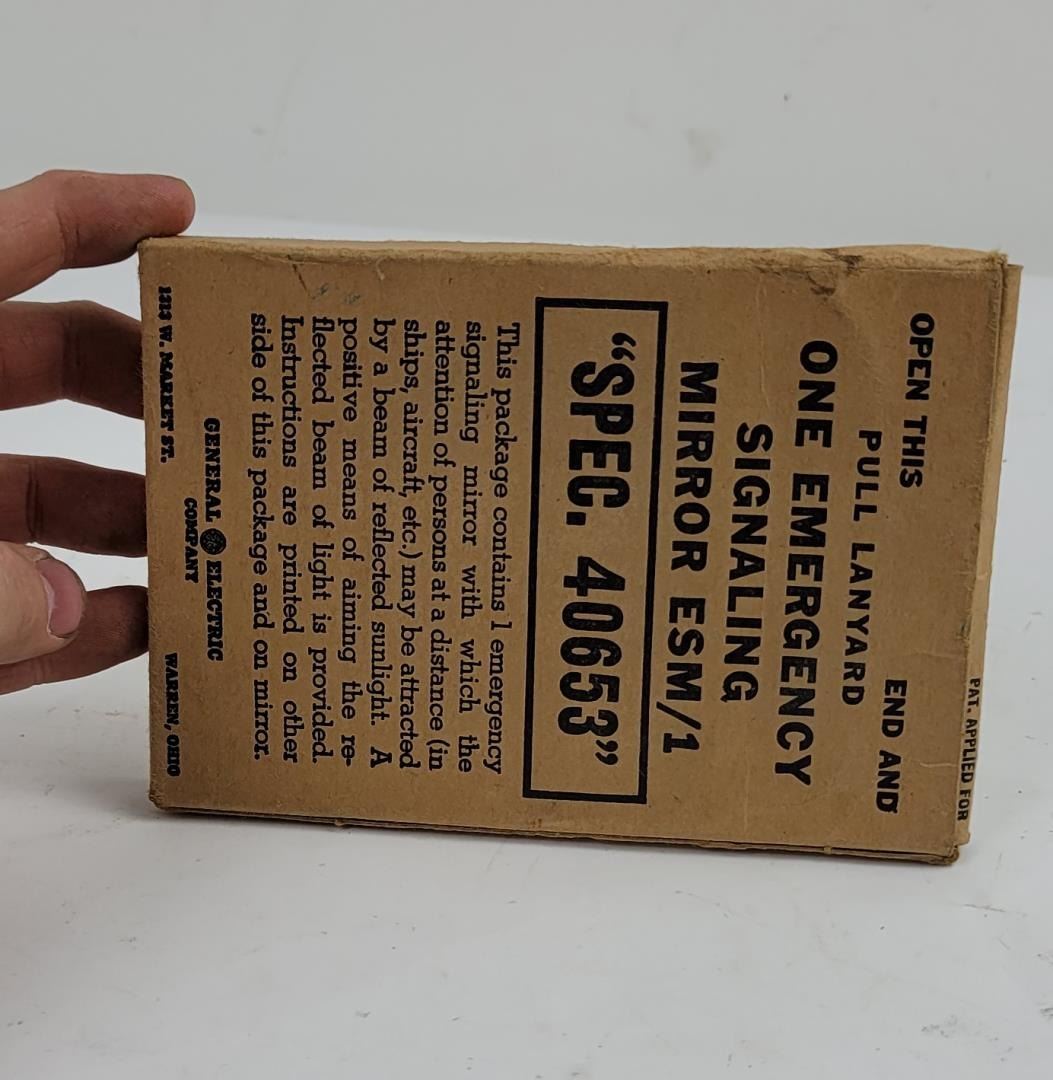 PAT. APPLIED FOR
OPEN THIS END AND
PULL LANYARD
ONE EMERGENCY
SIGNALING
MIRROR ESM/1
“SPEC. 40653”
This package contains 1 emergency
signaling mirror with which the
attention of persons at a distance (in
ships, aircraft, etc.) may be attracted
by a beam of reflected sunlight. A
positive means of aiming the re-
flected beam of light is provided.
Instructions are printed on other
side of this package and on mirror.
GENERAL ELECTRIC
COMPANY
1313 W. MARKET ST. WARREN, OHIO